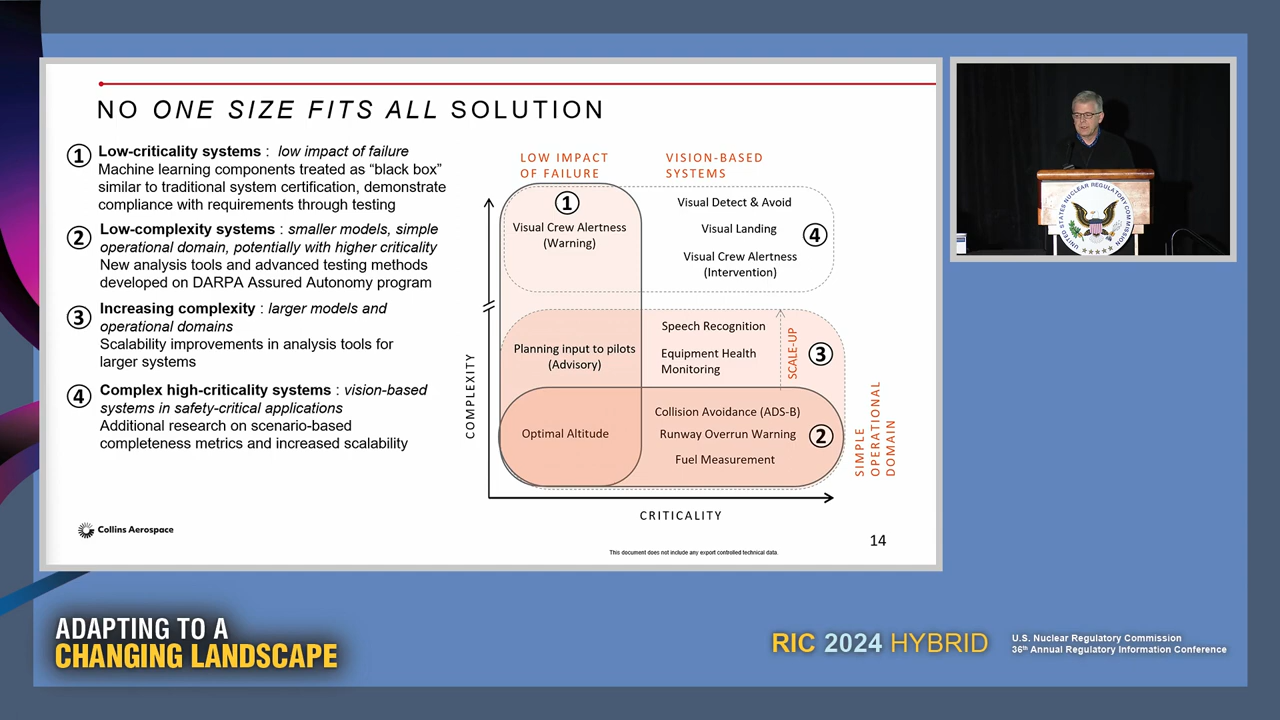 NO ONE SIZE FITS ALL SOLUTION
1 Low-criticality systems : low impact of failure
Machine learning components treated as “black box”
similar to traditional system certification, demonstrate
compliance with requirements through testing
2 Low-complexity systems : smaller models, simple
operational domain, potentially with higher criticality
New analysis tools and advanced testing methods
developed on DARPA Assured Autonomy program
3 Increasing complexity : larger models and
operational domains
Scalability improvements in analysis tools for
larger systems
4 Complex high-criticality systems : vision-based
systems in safety-critical applications
Additional research on scenario-based
completeness metrics and increased scalability
LOW IMPACT
OF FAILURE
VISION-BASED
SYSTEMS
1
Visual Crew Alertness
(Warning)
Visual Detect & Avoid
Visual Landing
Visual Crew Alertness
(Intervention)
4
Planning input to pilots
(Advisory)
Speech Recognition
Equipment Health
Monitoring
SCALE-UP
3
Optimal Altitude
Collision Avoidance (ADS-B)
Runway Overrun Warning
Fuel Measurement
2
SIMPLE
OPERATIONAL
DOMAIN
COMPLEXITY
CRITICALITY
Collins Aerospace
This document does not include any export controlled technical data.
14
UNITED STATES NUCLEAR REGULATORY COMMISSION
ADAPTING TO A
CHANGING LANDSCAPE
RIC 2024 HYBRID
U.S. Nuclear Regulatory Commission
36th Annual Regulatory Information Conference